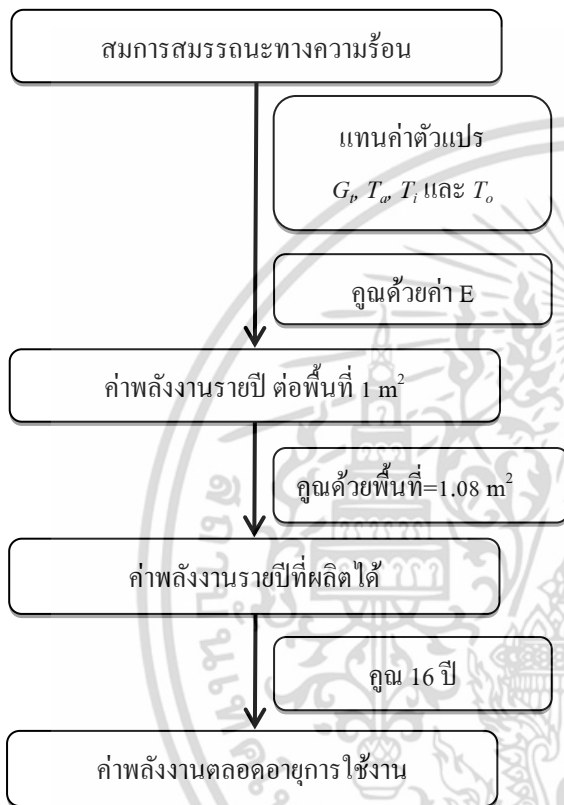 สมการสมรรถนะทางความร้อน
แทนค่าตัวแปร
G_t, T_a, T_i และ T_o
คูณด้วยค่า E
ค่าพลังงานรายปี ต่อพื้นที่ 1 m²
คูณด้วยพื้นที่=1.08 m²
ค่าพลังงานรายปีที่ผลิตได้
คูณ 16 ปี
ค่าพลังงานตลอดอายุการใช้งาน